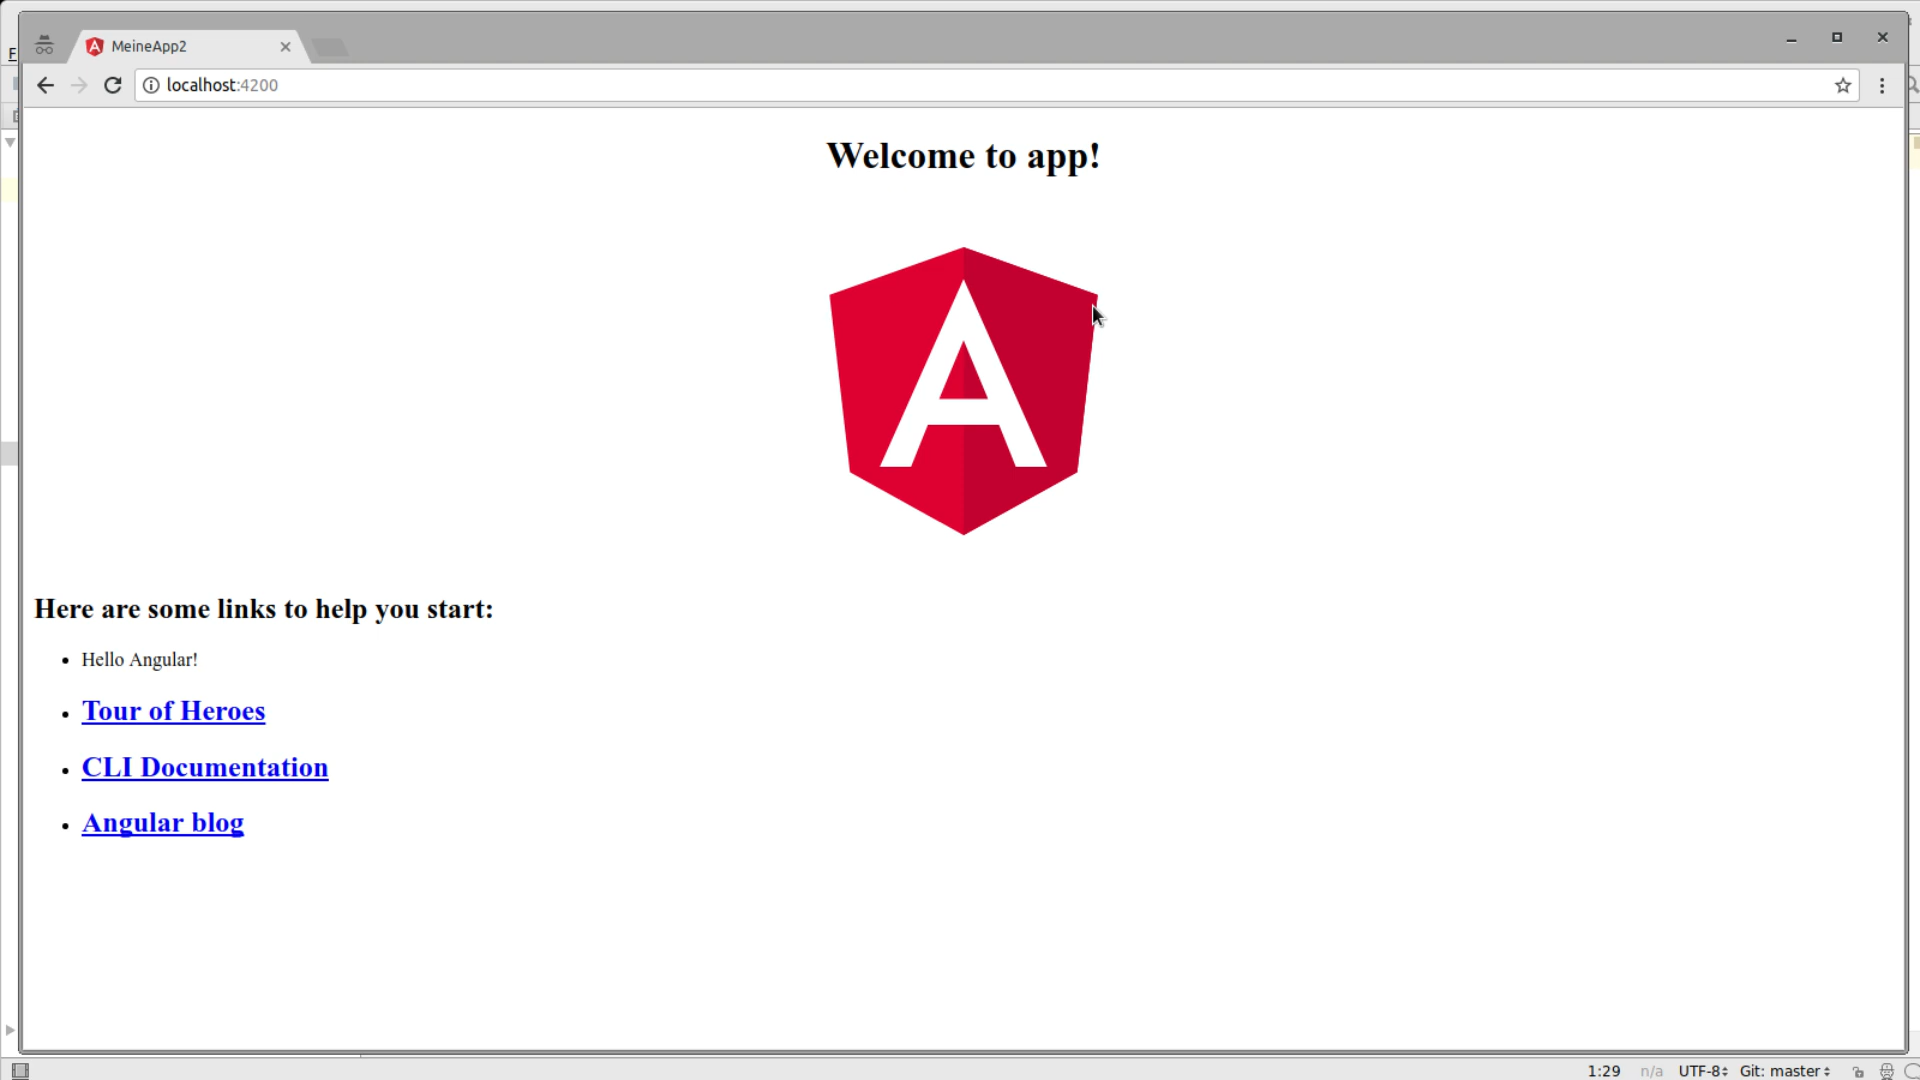 MeineApp2
F
localhost:4200
Welcome to app!
A
Here are some links to help you start:
Hello Angular!
Tour of Heroes
CLI Documentation
Angular blog
1:29 n/a UTF-8 Git: master